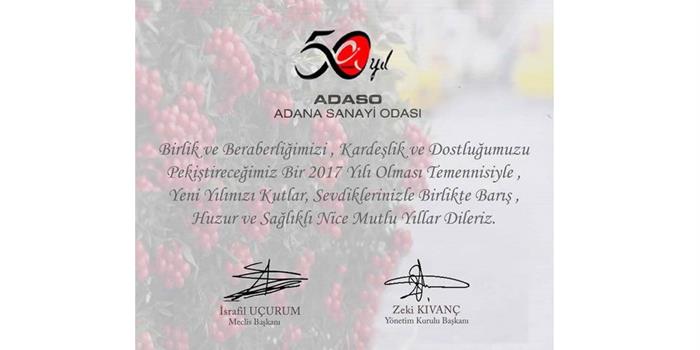 50. yıl
ADASO
ADANA SANAYİ ODASI
Birlik ve Beraberliğimizi , Kardeşlik ve Dostluğumuzu
Pekiştireceğimiz Bir 2017 Yılı Olması Temennisiyle ,
Yeni Yılınızı Kutlar, Sevdiklerinizle Birlikte Barış ,
Huzur ve Sağlıklı Nice Mutlu Yıllar Dileriz.
İsrafil UÇURUM
Meclis Başkanı
Zeki KIVANÇ
Yönetim Kurulu Başkanı